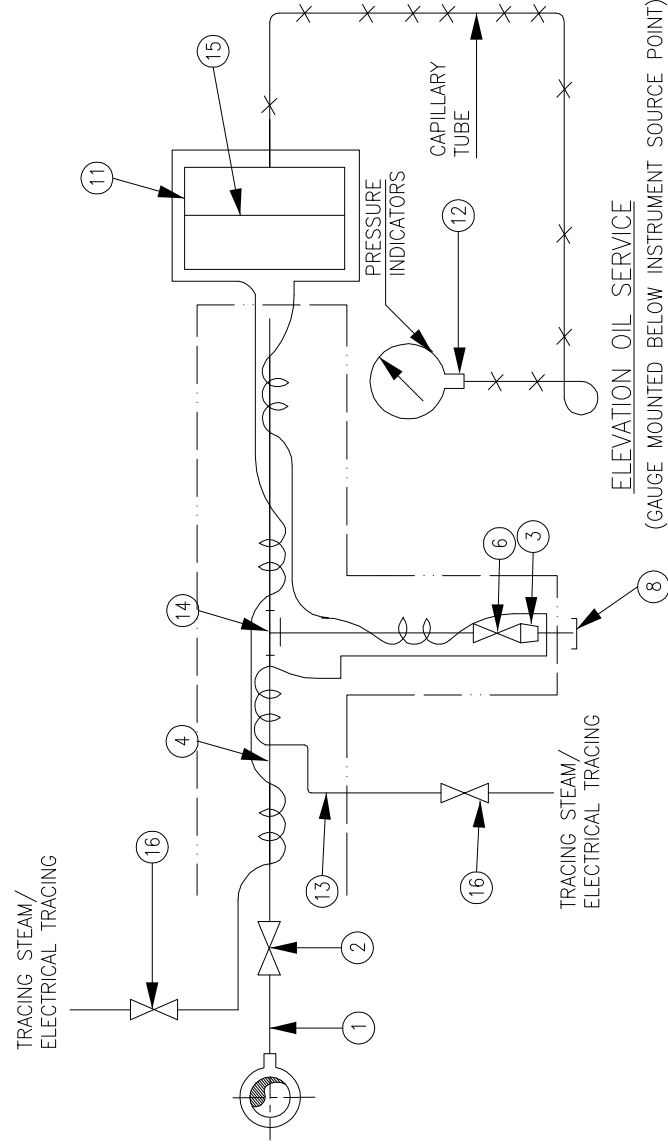 TRACING STEAM/
ELECTRICAL TRACING
16
1
2
4
14
13
16
TRACING STEAM/
ELECTRICAL TRACING
11
15
6
3
8
PRESSURE
INDICATORS
12
CAPILLARY
TUBE
ELEVATION OIL SERVICE
(GAUGE MOUNTED BELOW INSTRUMENT SOURCE POINT)